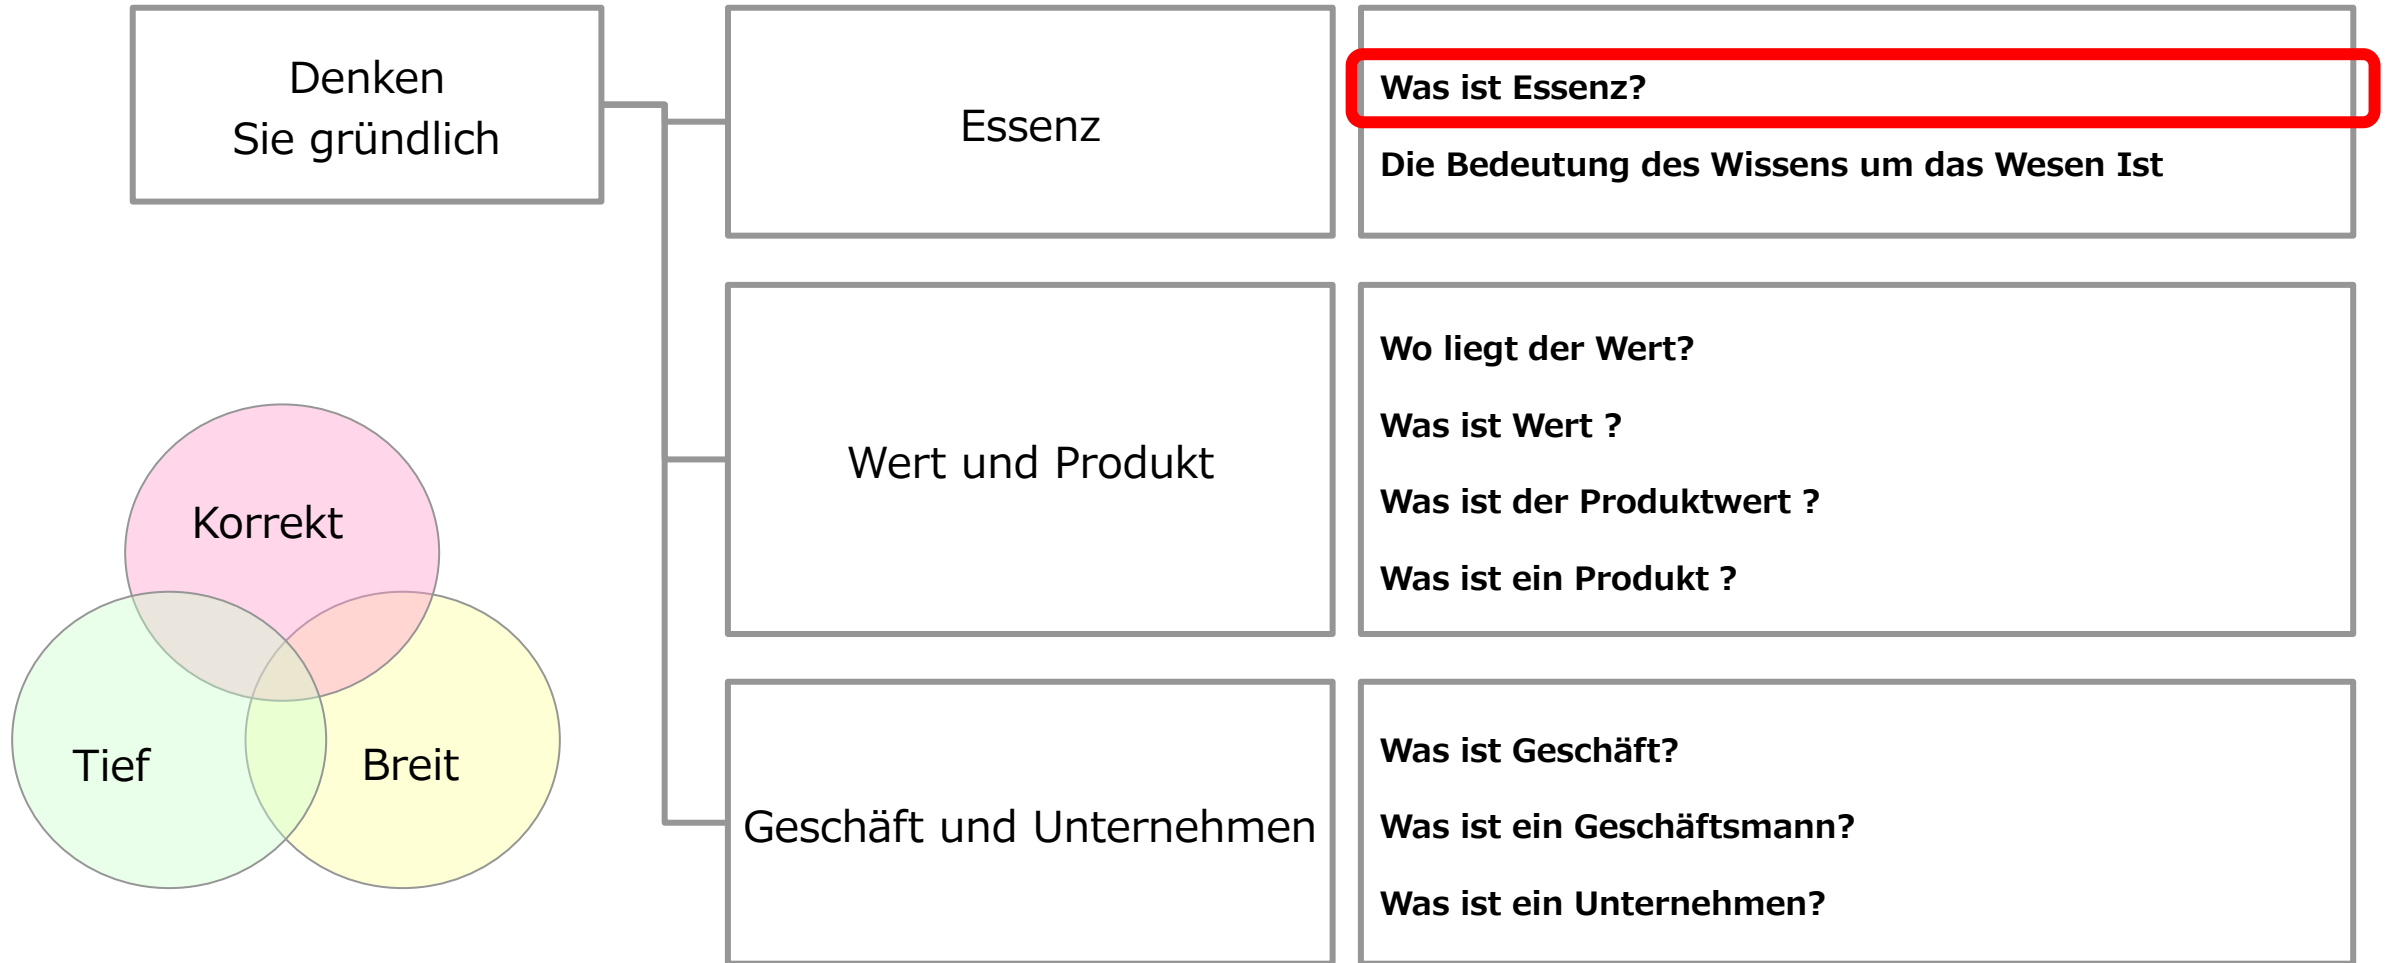 Denken
Sie gründlich
Essenz
Was ist Essenz?
Die Bedeutung des Wissens um das Wesen Ist
Wert und Produkt
Wo liegt der Wert?
Was ist Wert ?
Was ist der Produktwert ?
Was ist ein Produkt ?
Geschäft und Unternehmen
Was ist Geschäft?
Was ist ein Geschäftsmann?
Was ist ein Unternehmen?
Korrekt
Tief
Breit